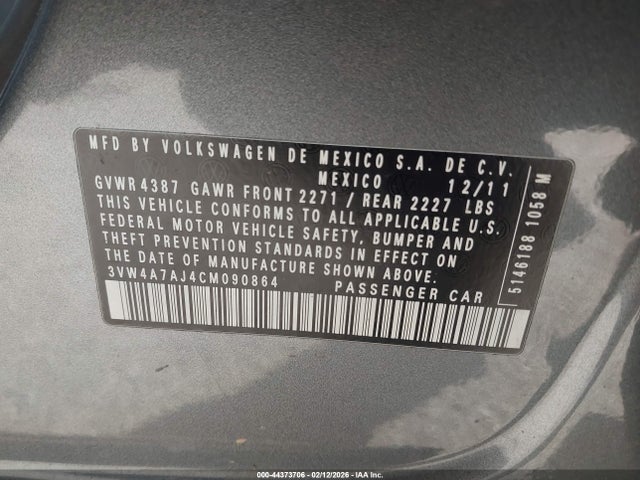 MFD BY VOLKSWAGEN DE MEXICO S.A. DE C.V.
MEXICO 12/11
GVWR 4387 GAWR FRONT 2271 / REAR 2227 LBS
THIS VEHICLE CONFORMS TO ALL APPLICABLE U.S.
FEDERAL MOTOR VEHICLE SAFETY, BUMPER AND
THEFT PREVENTION STANDARDS IN EFFECT ON
THE DATE OF MANUFACTURE SHOWN ABOVE.
3VW4A7AJ4CM090864 PASSENGER CAR
5146188 1058 M
000-44373706 - 02/12/2026 - IAA Inc.